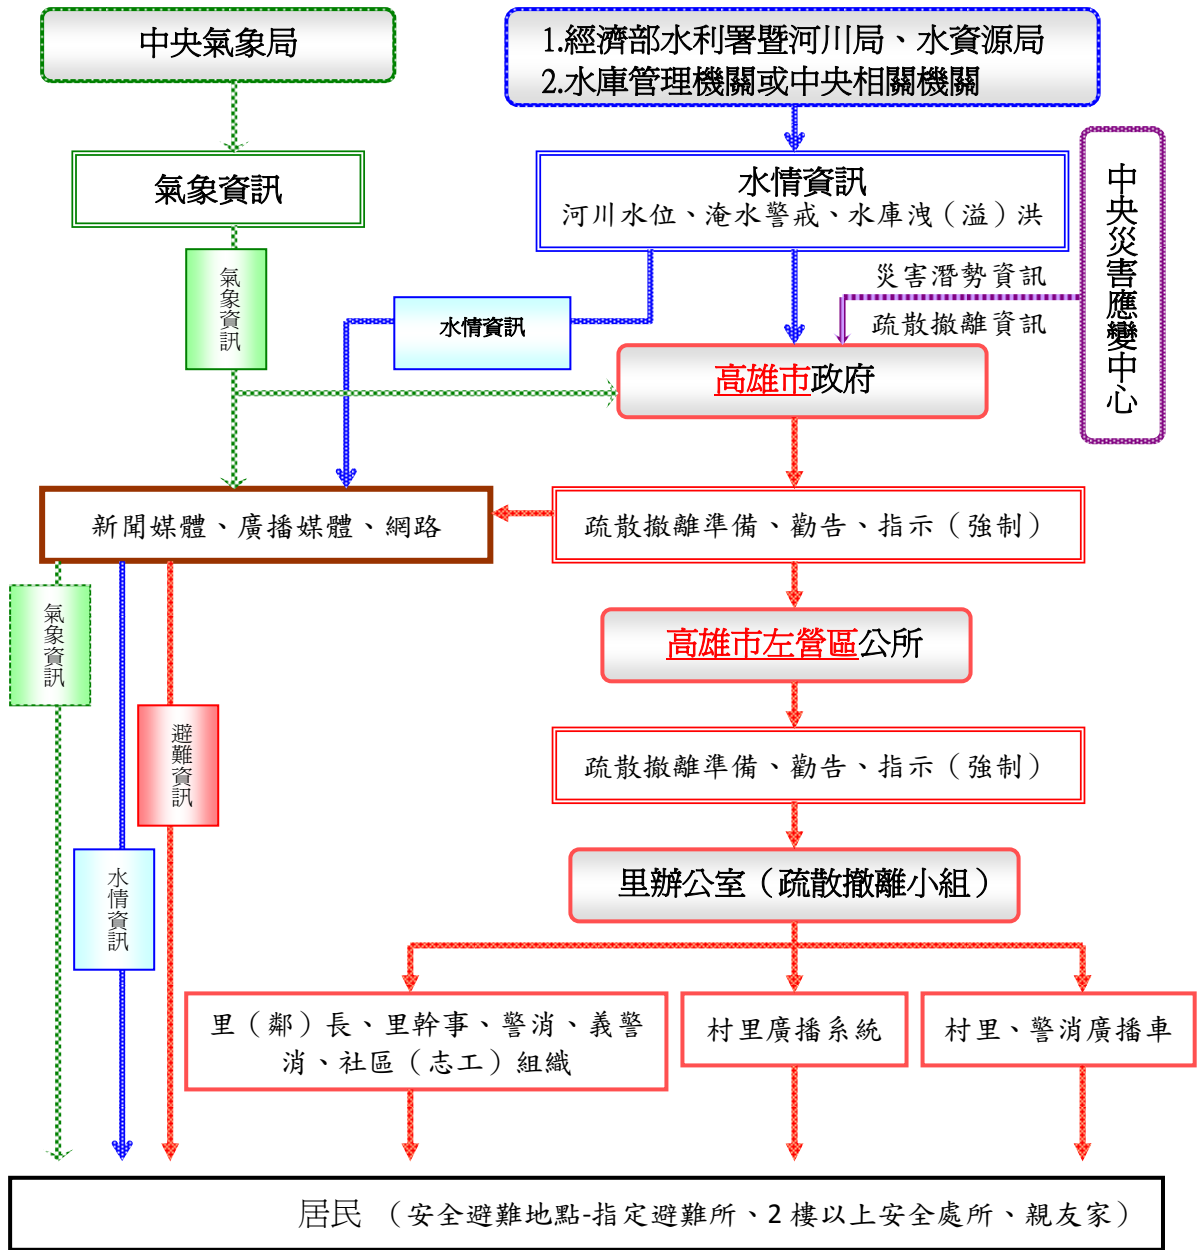 中央氣象局
1.經濟部水利署暨河川局、水資源局
2.水庫管理機關或中央相關機關
氣象資訊
水情資訊
河川水位、淹水警戒、水庫洩（溢）洪
中央災害應變中心
氣象資訊
水情資訊
災害潛勢資訊
疏散撤離資訊
高雄市政府
新聞媒體、廣播媒體、網路
疏散撤離準備、勸告、指示（強制）
氣象資訊
高雄市左營區公所
避難資訊
疏散撤離準備、勸告、指示（強制）
水情資訊
里辦公室（疏散撤離小組）
里（鄰）長、里幹事、警消、義警
消、社區（志工）組織
村里廣播系統
村里、警消廣播車
居民 （安全避難地點-指定避難所、2 樓以上安全處所、親友家）